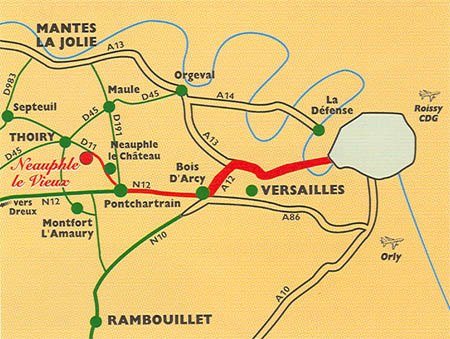 MANTES
LA JOLIE
A13
D983
Orgeval
Maule
D45
A14
Septeuil
D45
D191
La
Défense
Roissy
CDG
THOIRY
D11
Neauphle
le Château
A13
D45
Neauphle
le Vieux
Bois
D'Arcy
A12
VERSAILLES
N12
N12
vers
Dreux
Pontchartrain
A86
Montfort
L'Amaury
N10
Orly
A10
A10
RAMBOUILLET